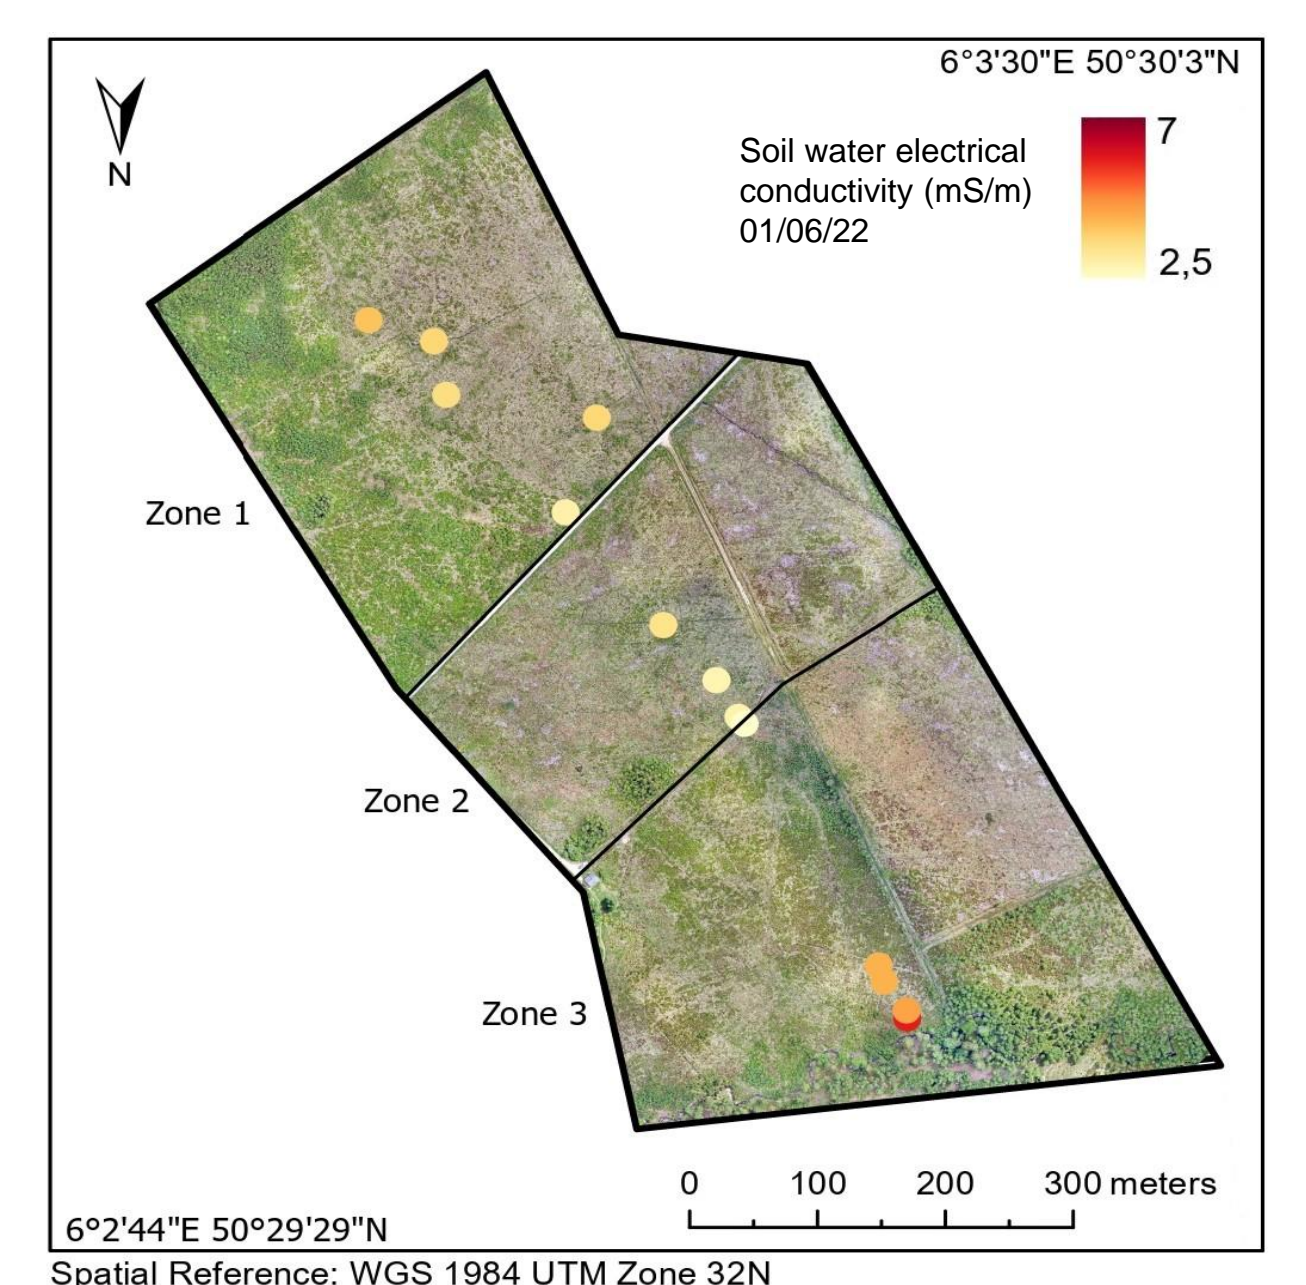 6°3'30"E 50°30'3"N
N
Soil water electrical
conductivity (mS/m)
01/06/22
7
2,5
Zone 1
Zone 2
Zone 3
0 100 200 300 meters
6°2'44"E 50°29'29"N
Spatial Reference: WGS 1984 UTM Zone 32N